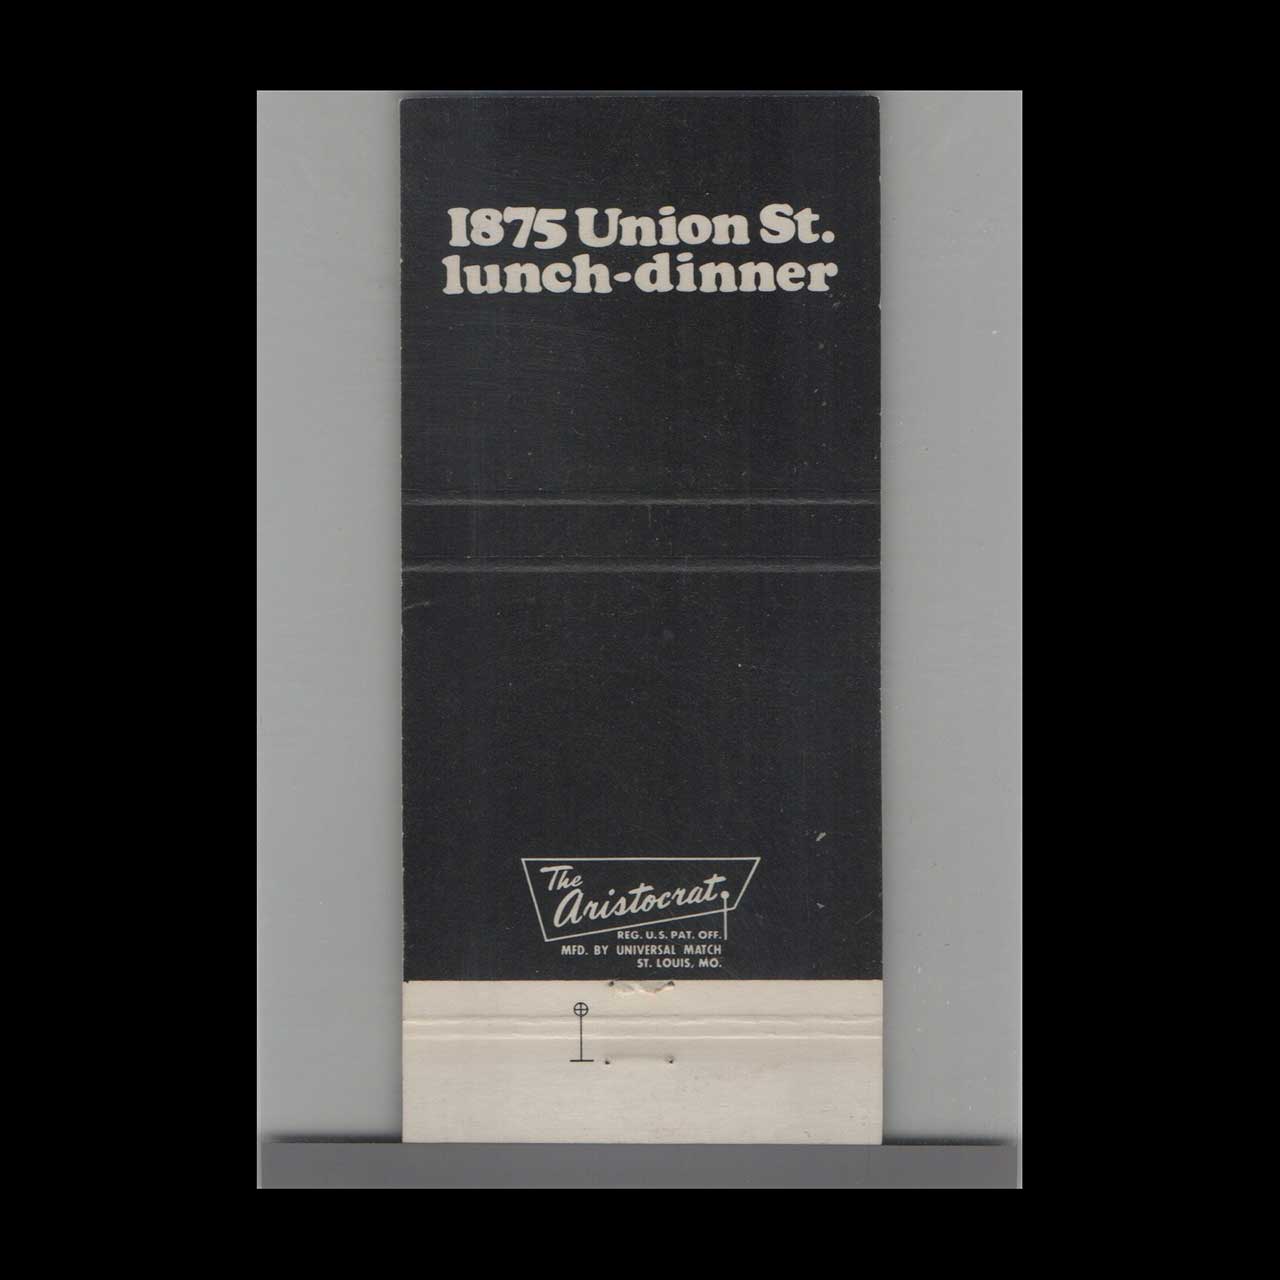 1875 Union St.
lunch-dinner
The
Aristocrat
REG. U.S. PAT. OFF.
MFD. BY UNIVERSAL MATCH
ST. LOUIS, MO.